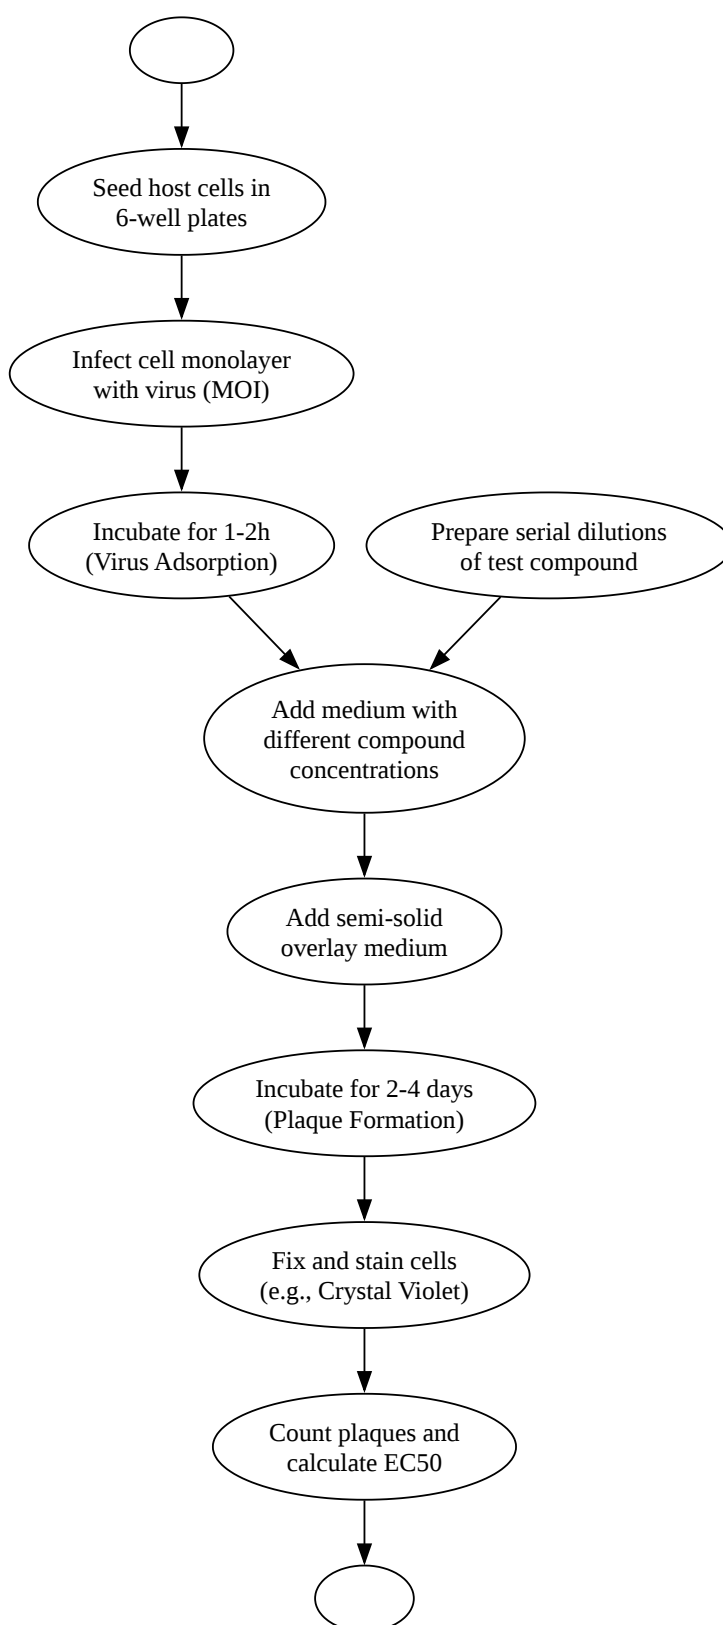 Seed host cells in
6-well plates
Infect cell monolayer
with virus (MOI)
Incubate for 1-2h
(Virus Adsorption)
Prepare serial dilutions
of test compound
Add medium with
different compound
concentrations
Add semi-solid
overlay medium
Incubate for 2-4 days
(Plaque Formation)
Fix and stain cells
(e.g., Crystal Violet)
Count plaques and
calculate EC50